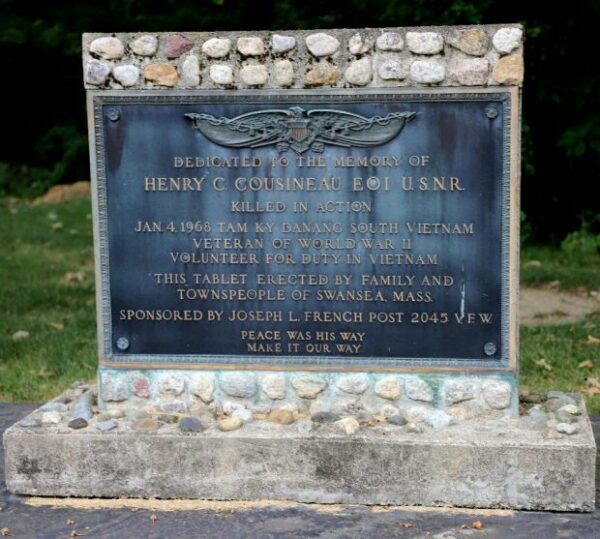 DEDICATED TO THE MEMORY OF
HENRY C. COUSINEAU EO1 U.S.N.R.
KILLED IN ACTION
JAN. 4, 1968 TAM KY DANANG SOUTH VIETNAM
VETERAN OF WORLD WAR II
VOLUNTEER FOR DUTY IN VIETNAM
THIS TABLET ERECTED BY FAMILY AND
TOWNSPEOPLE OF SWANSEA, MASS.
SPONSORED BY JOSEPH L. FRENCH POST 2045 V.F.W.
PEACE WAS HIS WAY
MAKE IT OUR WAY